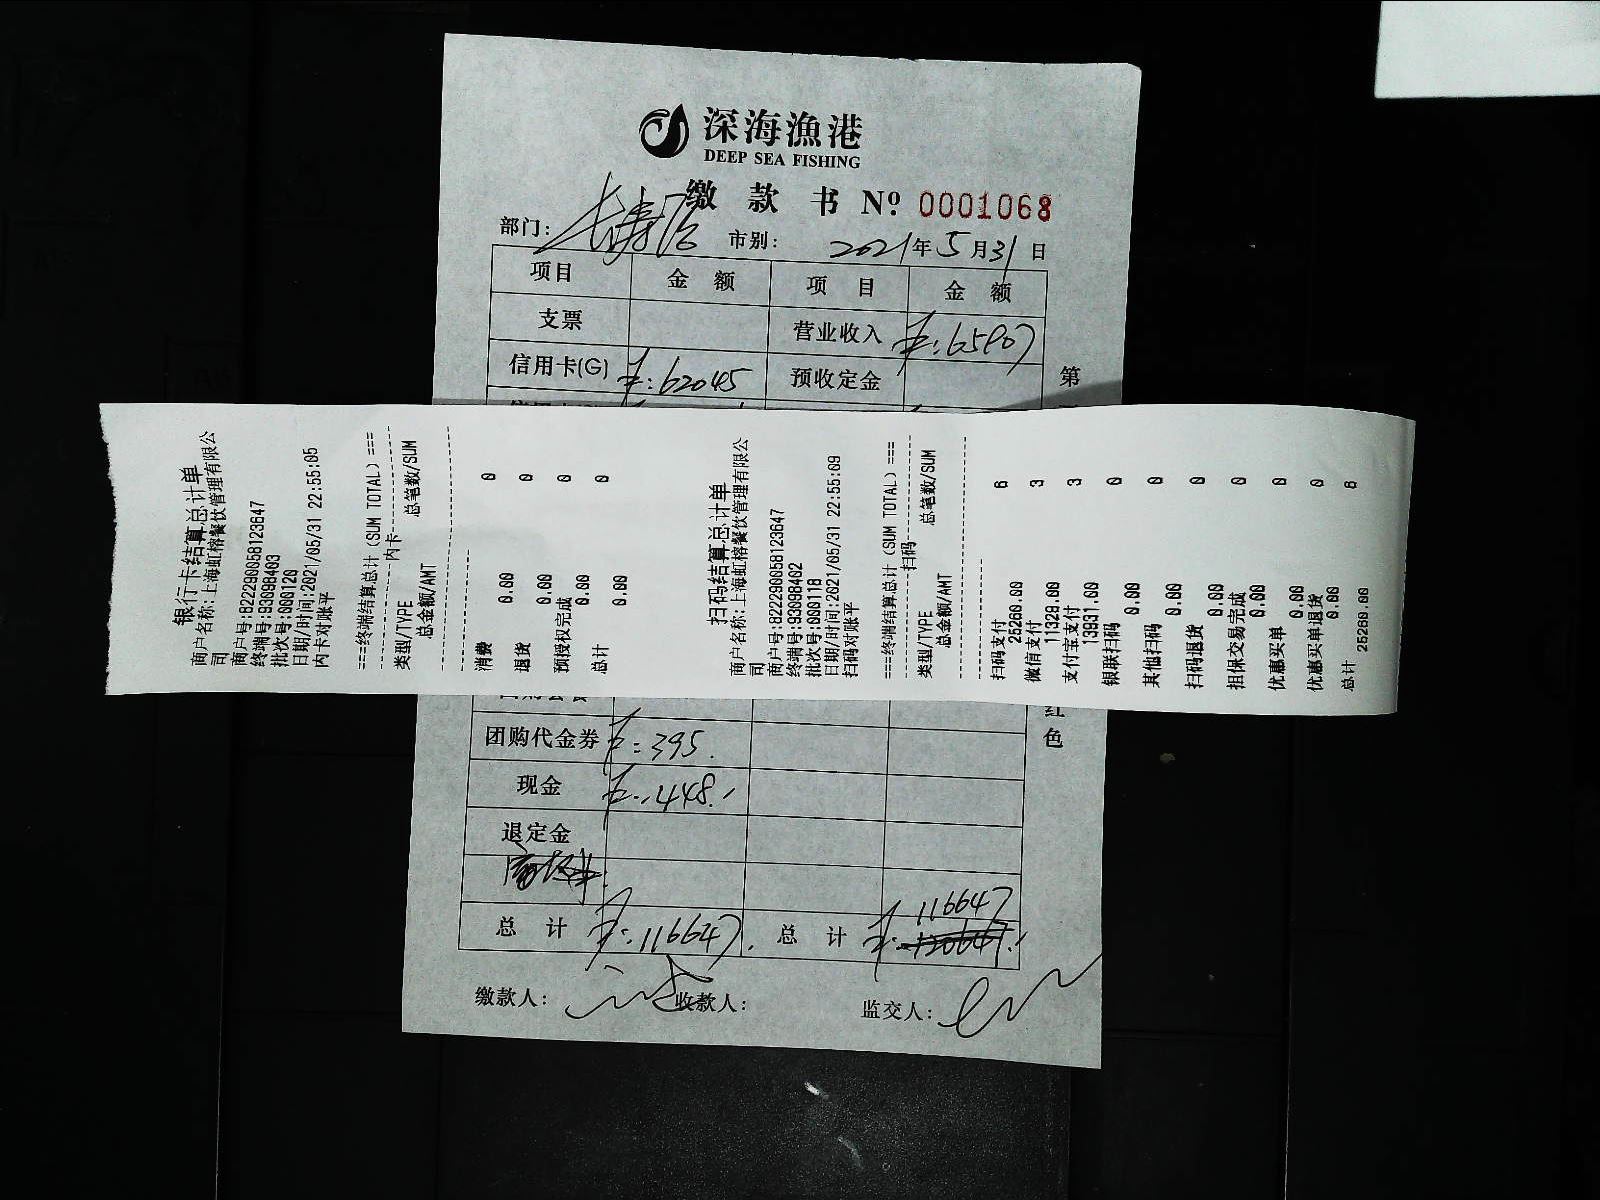 深海漁港
DEEP SEA FISHING
缴 款 书 № 0001068
部门: 长寿店 市别: 2021年5月31日
项目 金 额 项 目 金 额
支票 营业收入
信用卡(G) ¥:62045 预收定金
第
银行卡结算总计单
商户名称:上海虹榕餐饮管理有限公
司
商户号:822290058123647
终端号:93098403
批次号:000120
日期/时间:2021/05/31 22:55:05
内卡对账平
===终端结算总计(SUM TOTAL)===
----------内卡----------
类型/TYPE 总笔数/SUM
总金额/AMT
消费 0
0.00
退货 0
0.00
预授权完成 0
0.00
总计 0
0.00
扫码结算总计单
商户名称:上海虹榕餐饮管理有限公
司
商户号:822290058123647
终端号:93098402
批次号:000118
日期/时间:2021/05/31 22:55:09
扫码对账平
===终端结算总计(SUM TOTAL)===
----------扫码----------
类型/TYPE 总笔数/SUM
总金额/AMT
扫码支付 6
25260.00
微信支付 3
11328.00
支付宝支付 3
13931.00
银联扫码 0
0.00
其他扫码 0
0.00
扫码退货 0
0.00
担保交易完成 0
0.00
优惠买单 0
0.00
优惠买单退货 0
0.00
总计 6
25260.00
红
色
团购代金券 ¥:395.
现金 ¥:448.
退定金
116647
总 计 ¥:116647. 总 计 ¥:
缴款人: 收款人: 监交人: